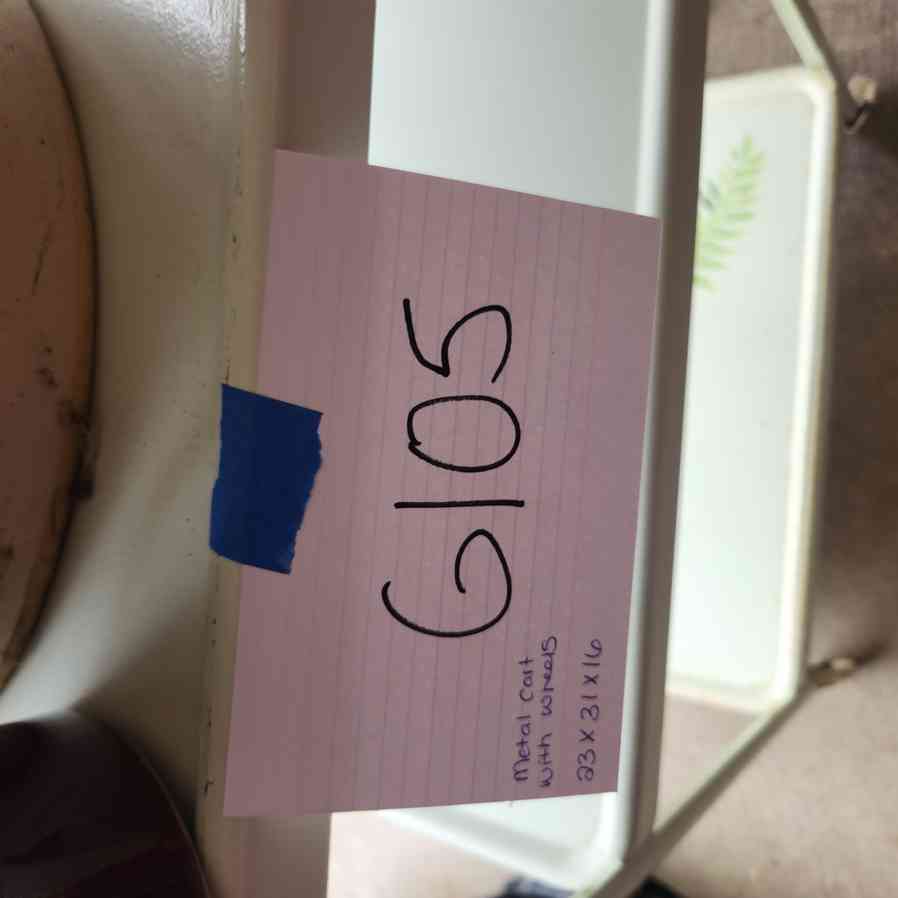 G105
metal cart
with wheels
23 x 31 x 16